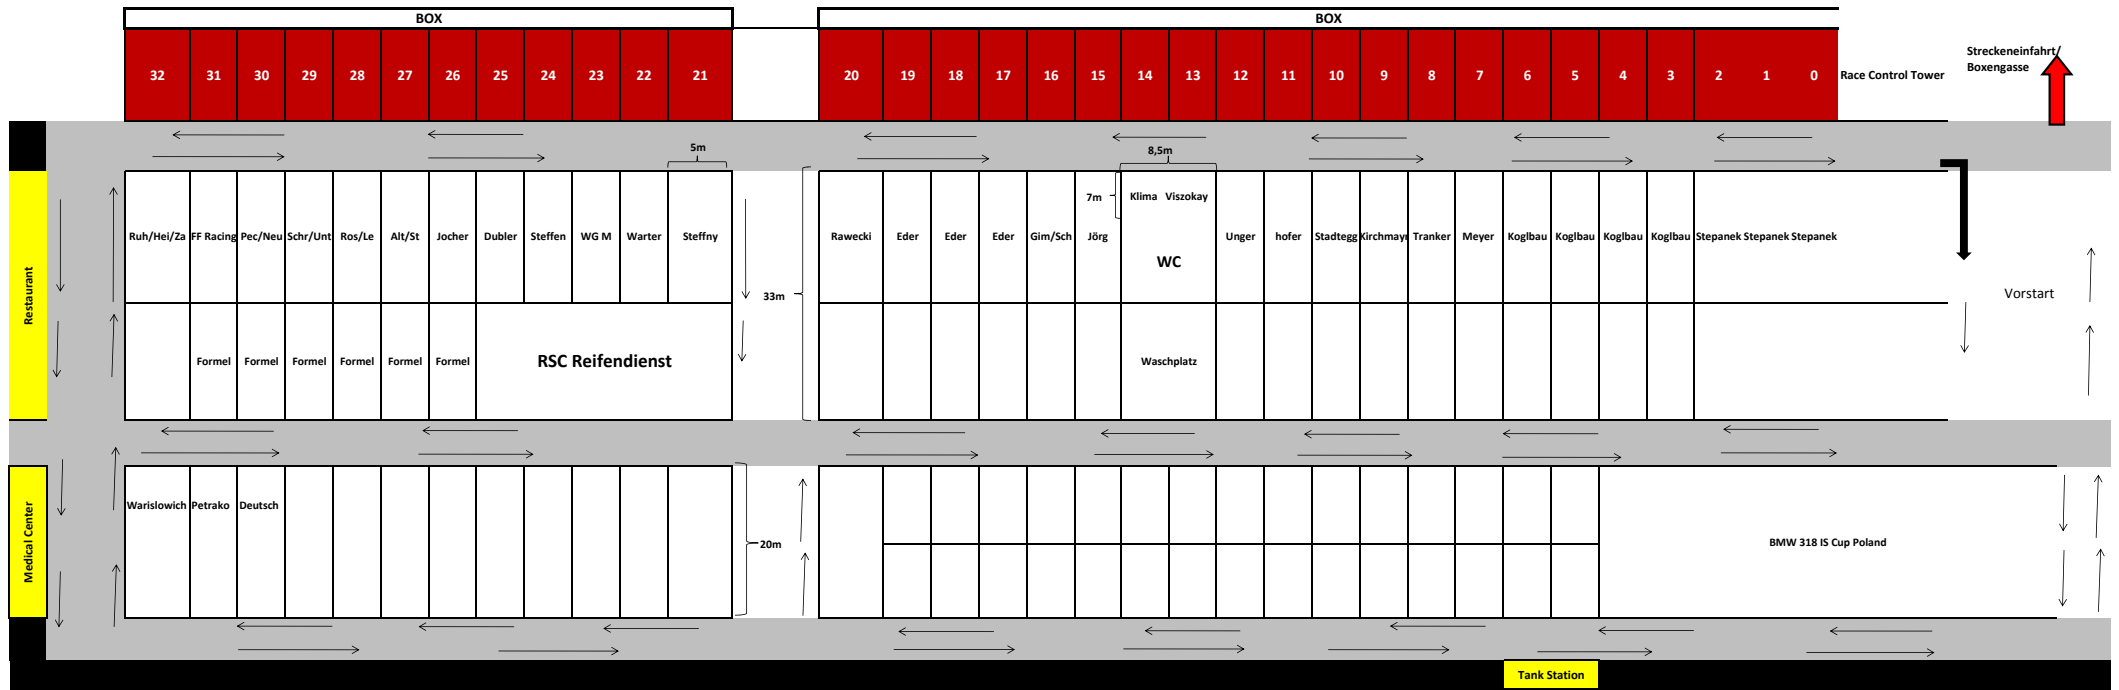 BOX
BOX
32 31 30 29 28 27 26 25 24 23 22 21
20 19 18 17 16 15 14 13 12 11 10 9 8 7 6 5 4 3 2 1 0
Race Control Tower
Streckeneinfahrt/
Boxengasse
5m
8,5m
7m
Klima Viszokay
Ruh/Hei/Za FF Racing Pec/Neu Schr/Unt Ros/Le Alt/St Jocher Dubler Steffen WG M Warter Steffny
Rawecki Eder Eder Eder Gim/Sch Jörg
WC
Unger hofer Stadtegg Kirchmayr Tranker Meyer Koglbau Koglbau Koglbau Koglbau Stepanek Stepanek Stepanek
Restaurant
33m
Vorstart
Formel Formel Formel Formel Formel Formel
RSC Reifendienst
Waschplatz
Medical Center
Warislowich Petrako Deutsch
20m
BMW 318 IS Cup Poland
Tank Station